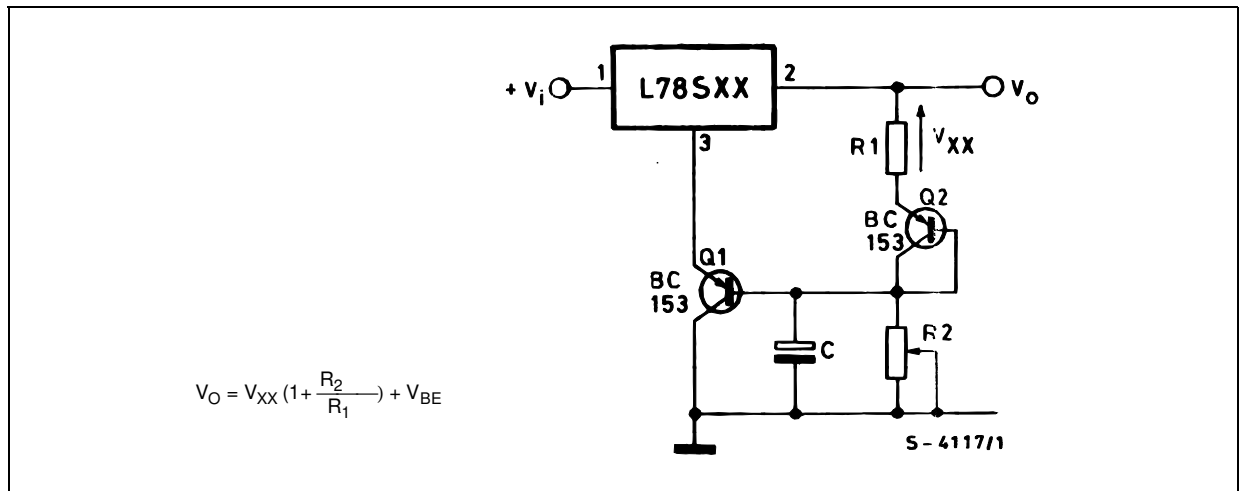 1
L78SXX
2
+ Vi
Vo
3
R1
VXX
Q2
BC
153
Q1
BC
153
C
R2
VO = VXX (1+ R2 / R1) + VBE
S-4117/1